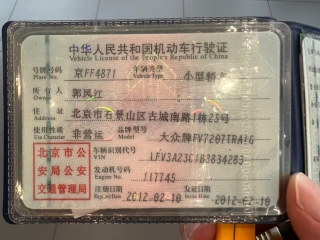 中华人民共和国机动车行驶证
Vehicle License of the People's Republic of China
号牌号码 京FF4871 车辆类型 小型轿车
Plate No. Vehicle Type
所有人 郭风江
Owner
住址 北京市石景山区古城南路1栋23号
Address
使用性质 非营运 品牌型号 大众牌FV7207TRATG
Use Character Model
北京市公 车辆识别代号 LFV3A23C1B3834283
安局公安 VIN
交通管理局 发动机号码 117745
Engine No.
注册日期 2012-02-10 发证日期 2012-02-10
Register Date Issue Date